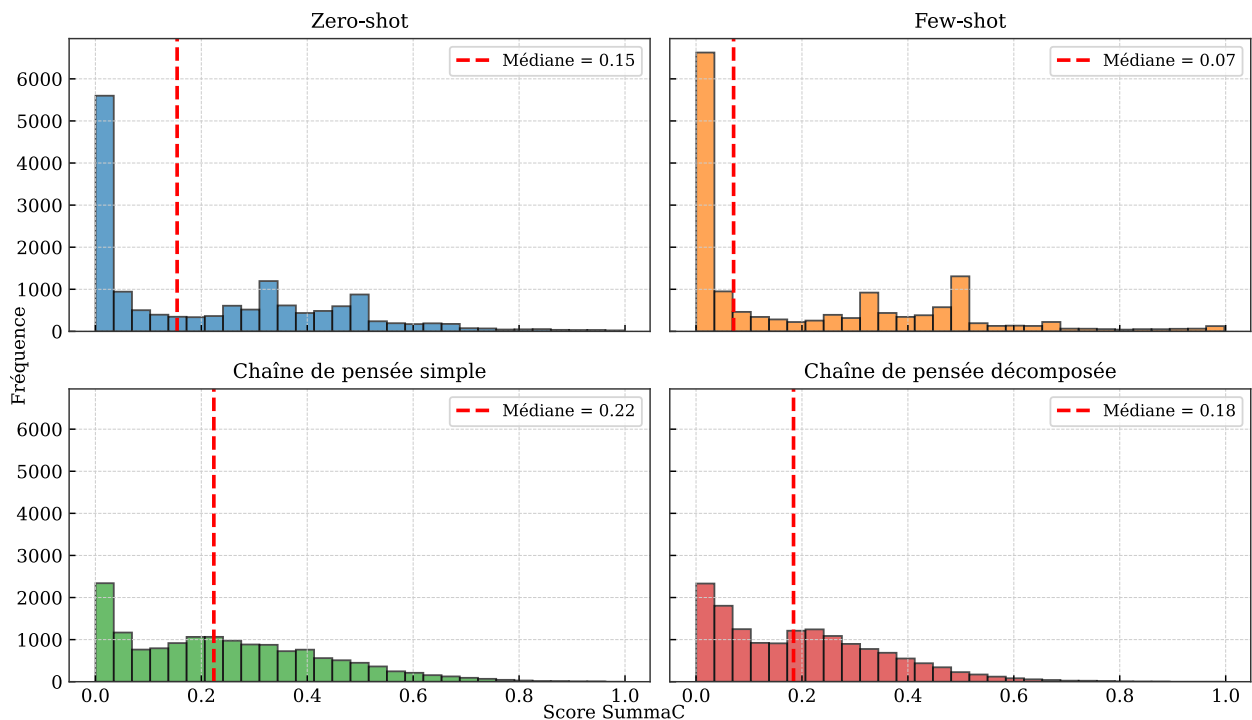 Zero-shot
Few-shot
Médiane = 0.15
Médiane = 0.07
6000
5000
4000
3000
2000
1000
0
Fréquence
Chaîne de pensée simple
Chaîne de pensée décomposée
Médiane = 0.22
Médiane = 0.18
6000
5000
4000
3000
2000
1000
0
0.0 0.2 0.4 0.6 0.8 1.0
0.0 0.2 0.4 0.6 0.8 1.0
Score SummaC